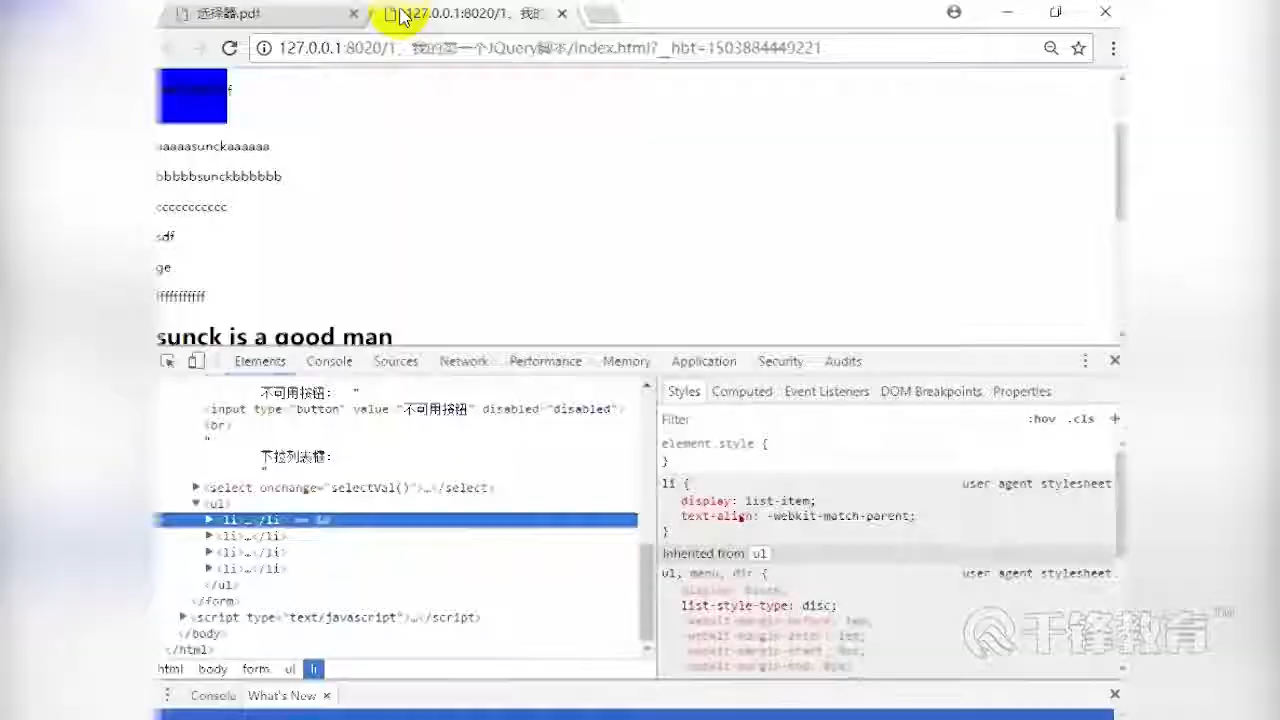 选择器.pdf
127.0.0.1:8020/1、我的
127.0.0.1:8020/1、我的第一个JQuery脚本/index.html?__hbt=1503884449221
aaaaasunckaaaaaa
bbbbbsunckbbbbbb
cccccccccc
sdf
ge
sunck is a good man
Elements Console Sources Network Performance Memory Application Security Audits
不可用按钮： "
<input type="button" value="不可用按钮" disabled="disabled">
<br>
"
下拉列表框：
"
<select onchange="selectVal()">…</select>
<ul>
<li>…</li>
<li>…</li>
<li>…</li>
<li>…</li>
</ul>
</form>
<script type="text/javascript">…</script>
</body>
</html>
html body form ul li
Styles Computed Event Listeners DOM Breakpoints Properties
Filter :hov .cls +
element.style {
}
li { user agent stylesheet
display: list-item;
text-align: -webkit-match-parent;
}
Inherited from ul
ul, menu, dir { user agent stylesheet
list-style-type: disc;
千锋教育
Console What's New